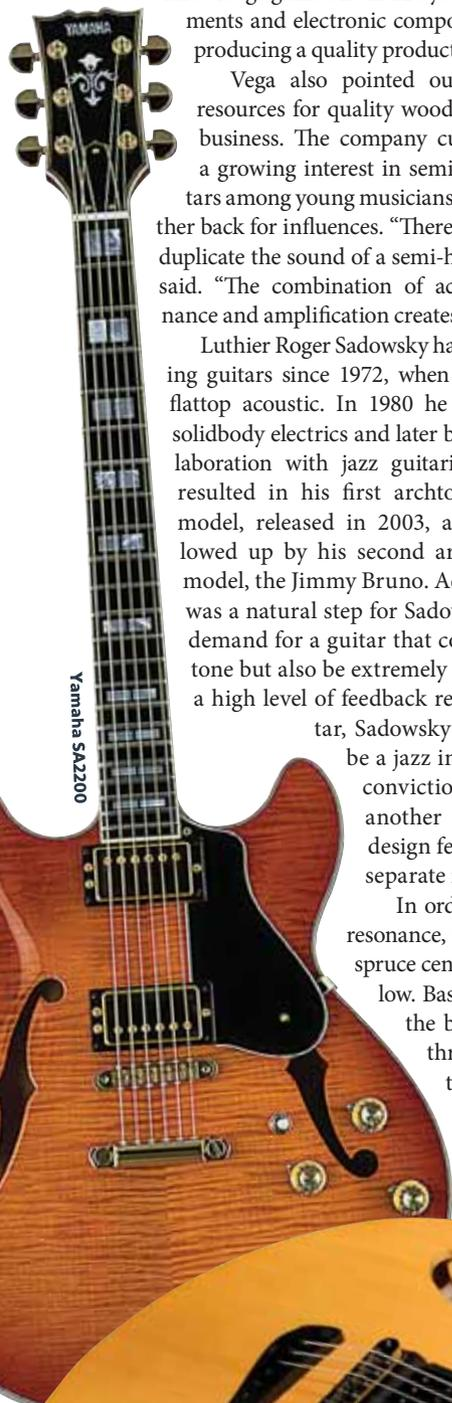 YAMAHA
ments and electronic compo
producing a quality product
Vega also pointed ou
resources for quality wood
business. The company cu
a growing interest in semi
tars among young musicians
ther back for influences. “There
duplicate the sound of a semi-h
said. “The combination of ac
nance and amplification creates
Luthier Roger Sadowsky ha
ing guitars since 1972, when
flattop acoustic. In 1980 he
solidbody electrics and later b
laboration with jazz guitari
resulted in his first archto
model, released in 2003, a
lowed up by his second ar
model, the Jimmy Bruno. Ac
was a natural step for Sadov
demand for a guitar that co
tone but also be extremely
a high level of feedback re
tar, Sadowsky
be a jazz in
convictio
another
design fe
separate
In ord
resonance,
spruce cen
low. Bas
the b
thr
t
Yamaha SA2200